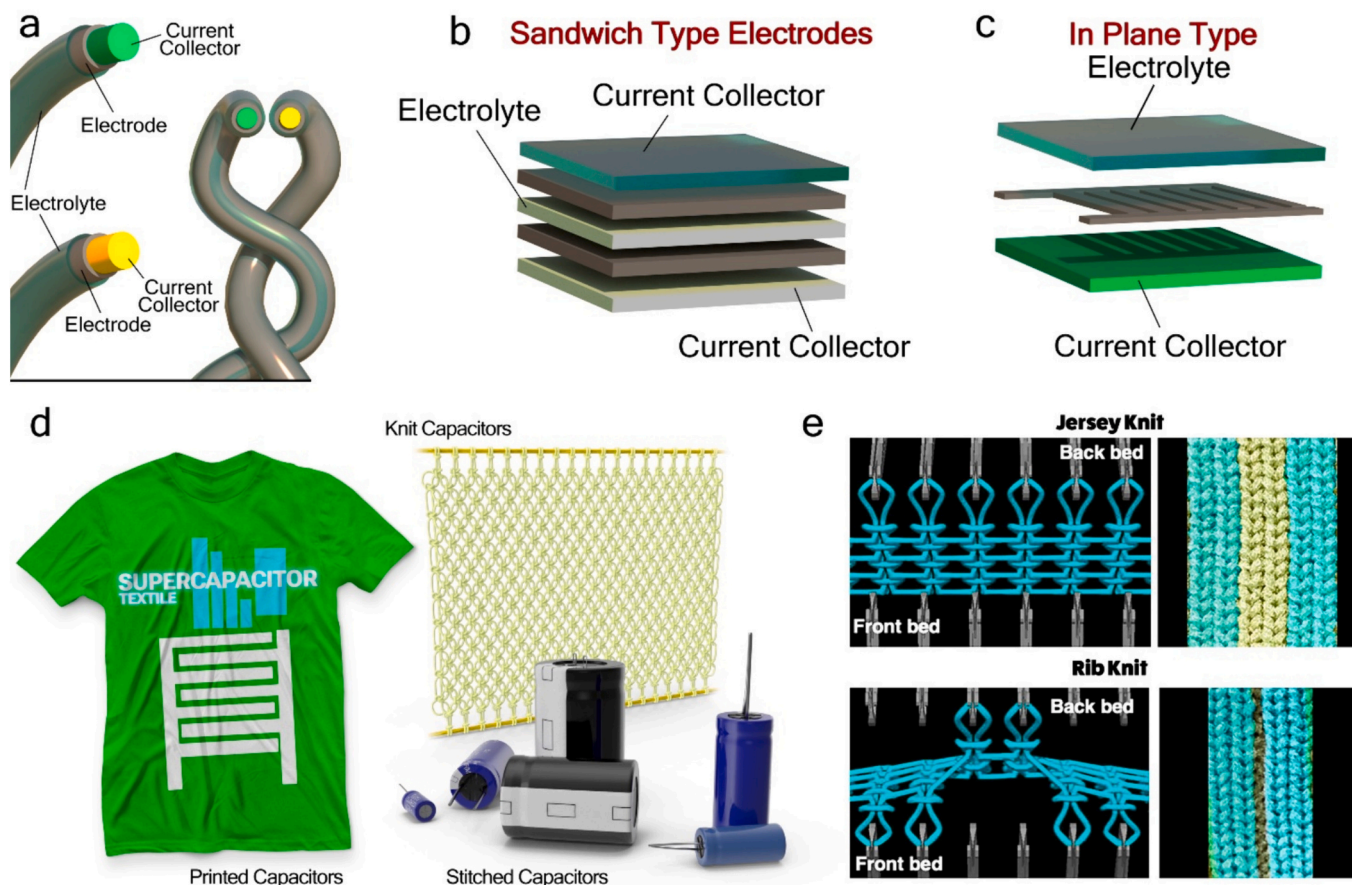 a
Current
Collector
Electrode
Electrolyte
Current
Collector
Electrode
b
Sandwich Type Electrodes
Electrolyte
Current Collector
Current Collector
c
In Plane Type
Electrolyte
Current Collector
d
Knit Capacitors
SUPERCAPACITOR
TEXTILE
Printed Capacitors
Stitched Capacitors
e
Jersey Knit
Back bed
Front bed
Rib Knit
Back bed
Front bed